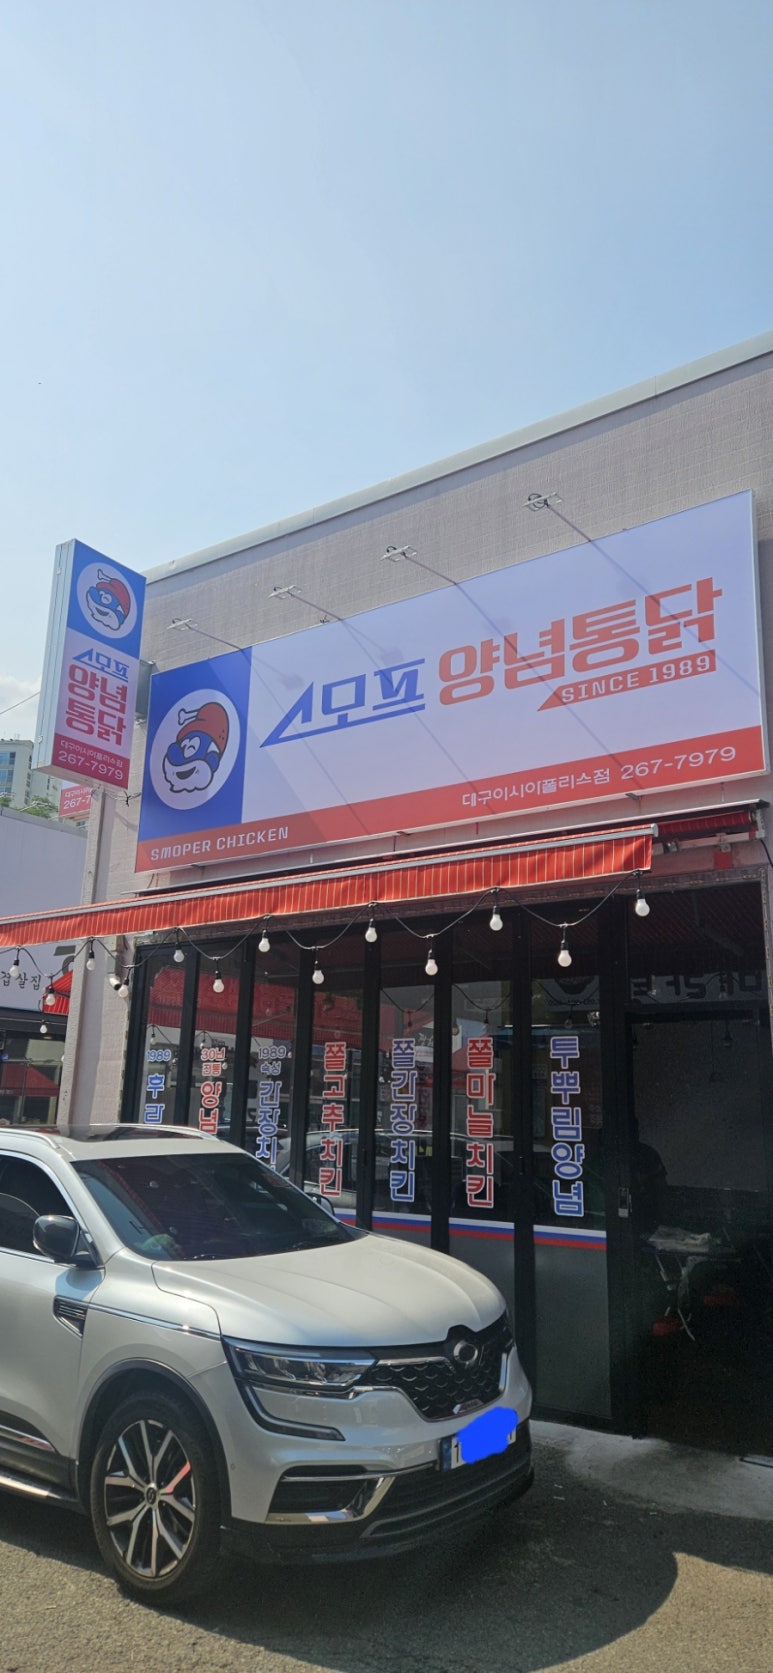 스모프
양념
통닭
대구이시아폴리스점
267-7979
스모프 양념통닭
SINCE 1989
대구이시아폴리스점 267-7979
SMOPER CHICKEN
겹살집
1989
후라
30년
전통
양념
1989
숙성
간장치
쫄고추치킨
쫄간장치킨
쫄마늘치킨
투뿌림양념